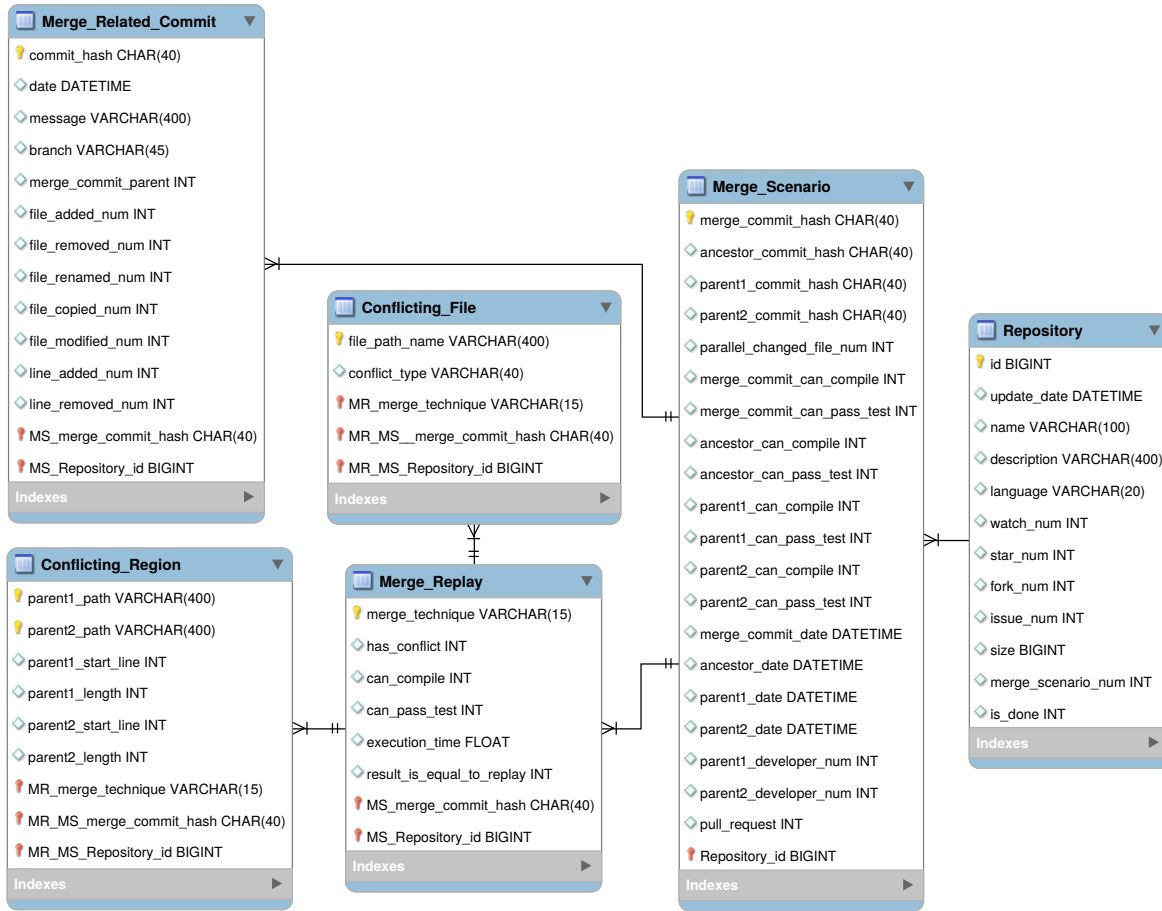 Merge_Related_Commit
commit_hash CHAR(40)
date DATETIME
message VARCHAR(400)
branch VARCHAR(45)
merge_commit_parent INT
file_added_num INT
file_removed_num INT
file_renamed_num INT
file_copied_num INT
file_modified_num INT
line_added_num INT
line_removed_num INT
MS_merge_commit_hash CHAR(40)
MS_Repository_id BIGINT
Indexes
Conflicting_File
file_path_name VARCHAR(400)
conflict_type VARCHAR(40)
MR_merge_technique VARCHAR(15)
MR_MS__merge_commit_hash CHAR(40)
MR_MS_Repository_id BIGINT
Indexes
Conflicting_Region
parent1_path VARCHAR(400)
parent2_path VARCHAR(400)
parent1_start_line INT
parent1_length INT
parent2_start_line INT
parent2_length INT
MR_merge_technique VARCHAR(15)
MR_MS_merge_commit_hash CHAR(40)
MR_MS_Repository_id BIGINT
Indexes
Merge_Replay
merge_technique VARCHAR(15)
has_conflict INT
can_compile INT
can_pass_test INT
execution_time FLOAT
result_is_equal_to_replay INT
MS_merge_commit_hash CHAR(40)
MS_Repository_id BIGINT
Indexes
Merge_Scenario
merge_commit_hash CHAR(40)
ancestor_commit_hash CHAR(40)
parent1_commit_hash CHAR(40)
parent2_commit_hash CHAR(40)
parallel_changed_file_num INT
merge_commit_can_compile INT
merge_commit_can_pass_test INT
ancestor_can_compile INT
ancestor_can_pass_test INT
parent1_can_compile INT
parent1_can_pass_test INT
parent2_can_compile INT
parent2_can_pass_test INT
merge_commit_date DATETIME
ancestor_date DATETIME
parent1_date DATETIME
parent2_date DATETIME
parent1_developer_num INT
parent2_developer_num INT
pull_request INT
Repository_id BIGINT
Indexes
Repository
id BIGINT
update_date DATETIME
name VARCHAR(100)
description VARCHAR(400)
language VARCHAR(20)
watch_num INT
star_num INT
fork_num INT
issue_num INT
size BIGINT
merge_scenario_num INT
is_done INT
Indexes